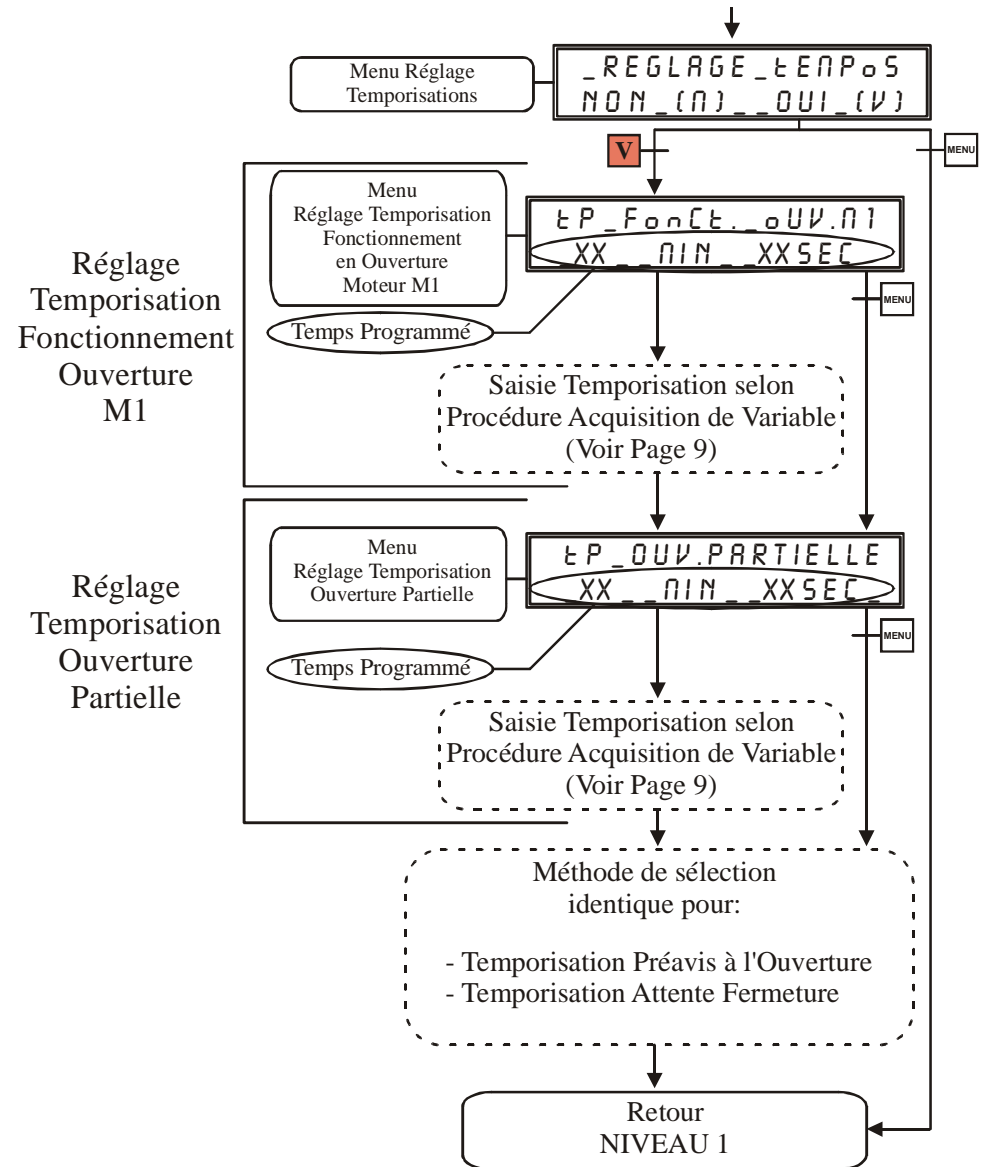 Menu Réglage
Temporisations
_REGLAGE_tEMPoS
NON_(M)__OUI_(V)
V
MENU
Menu
Réglage Temporisation
Fonctionnement
en Ouverture
Moteur M1
tP_FonCt._oUV.M1
_XX__MIN__XXSEC
Réglage
Temporisation
Fonctionnement
Ouverture
M1
MENU
Temps Programmé
Saisie Temporisation selon
Procédure Acquisition de Variable
(Voir Page 9)
Menu
Réglage Temporisation
Ouverture Partielle
tP_OUV.PARTIELLE
_XX__MIN__XXSEC_
Réglage
Temporisation
Ouverture
Partielle
MENU
Temps Programmé
Saisie Temporisation selon
Procédure Acquisition de Variable
(Voir Page 9)
Méthode de sélection
identique pour:
- Temporisation Préavis à l'Ouverture
- Temporisation Attente Fermeture
Retour
NIVEAU 1